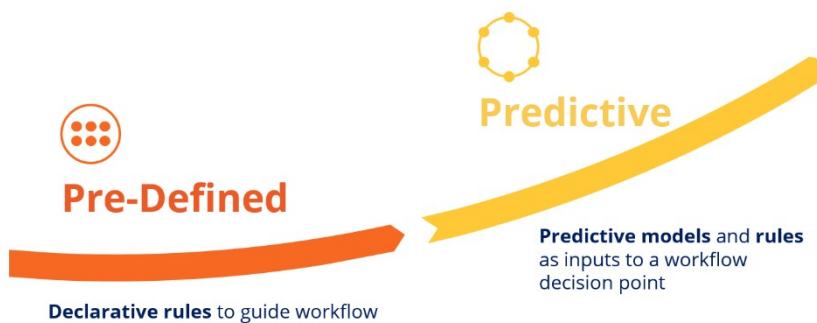 Predictive
Pre-Defined
Predictive models and rules
as inputs to a workflow
decision point
Declarative rules to guide workflow